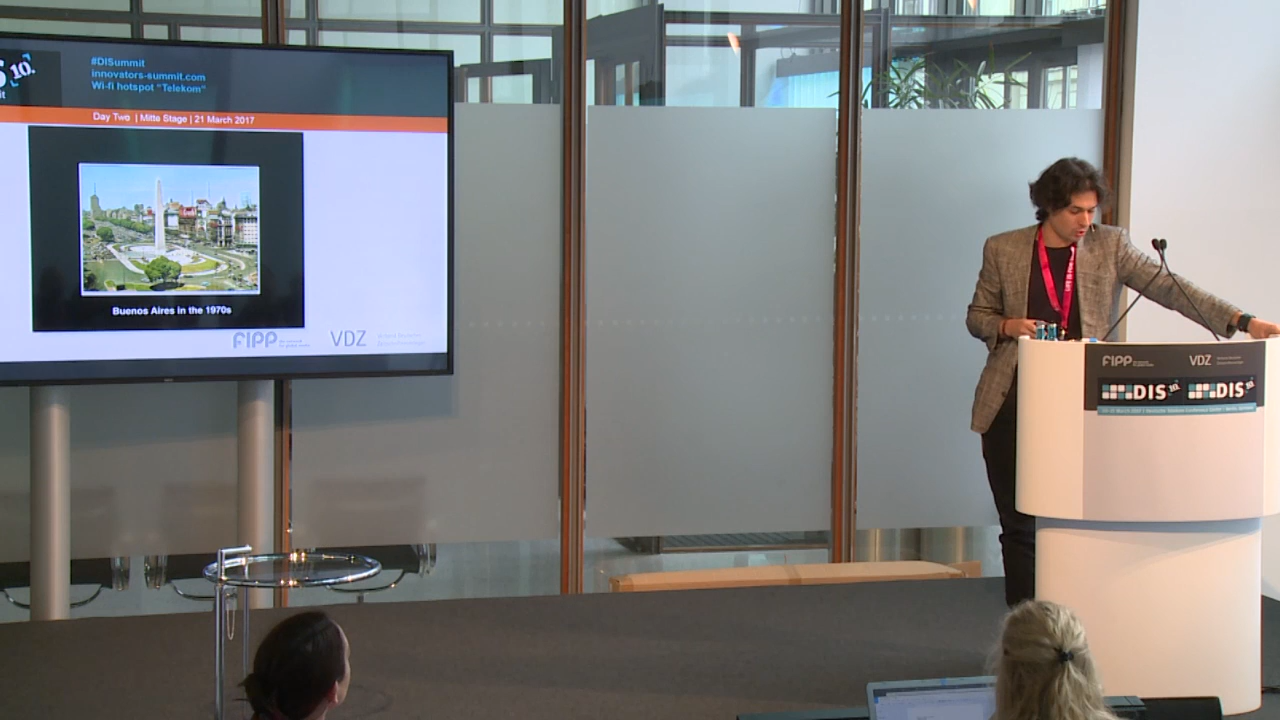 #DISummit
innovators-summit.com
Wi-fi hotspot "Telekom"
Day Two | Mitte Stage | 21 March 2017
Buenos Aires in the 1970s
FIPP
VDZ
FIPP
VDZ
DIS
DIS